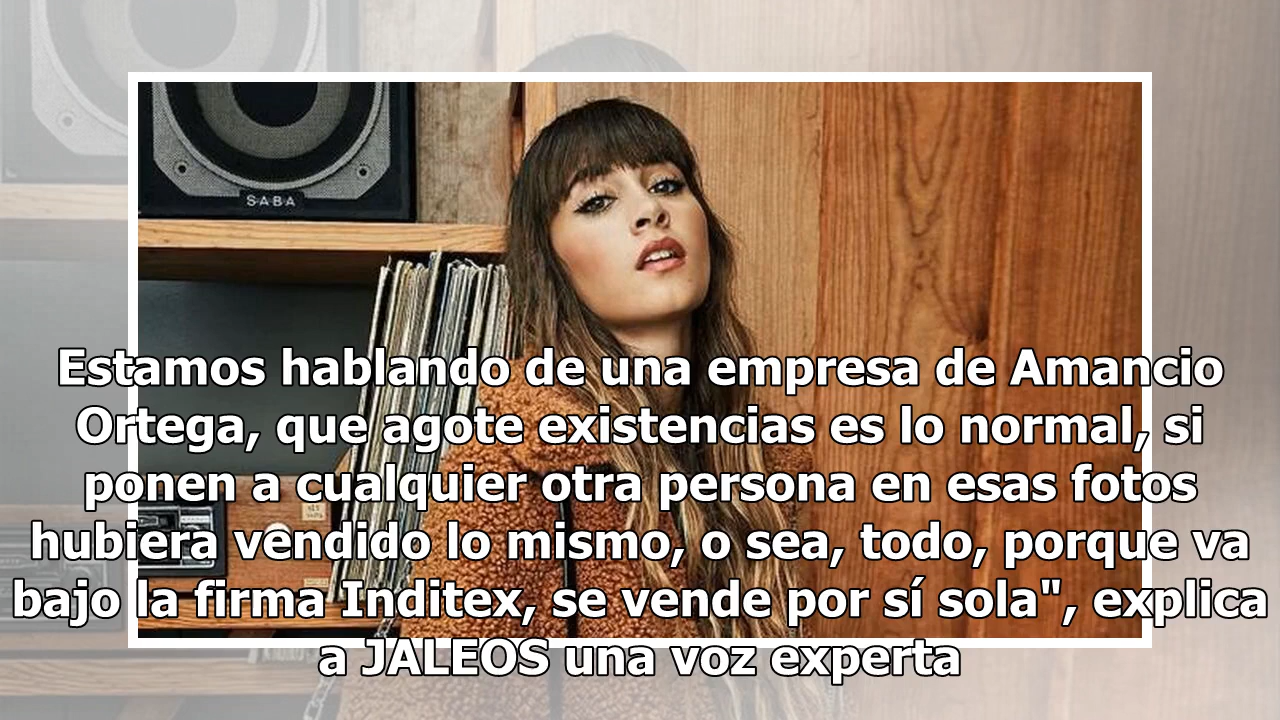 SABA
Estamos hablando de una empresa de Amancio
Ortega, que agote existencias es lo normal, si
ponen a cualquier otra persona en esas fotos
hubiera vendido lo mismo, o sea, todo, porque va
bajo la firma Inditex, se vende por sí sola", explica
a JALEOS una voz experta